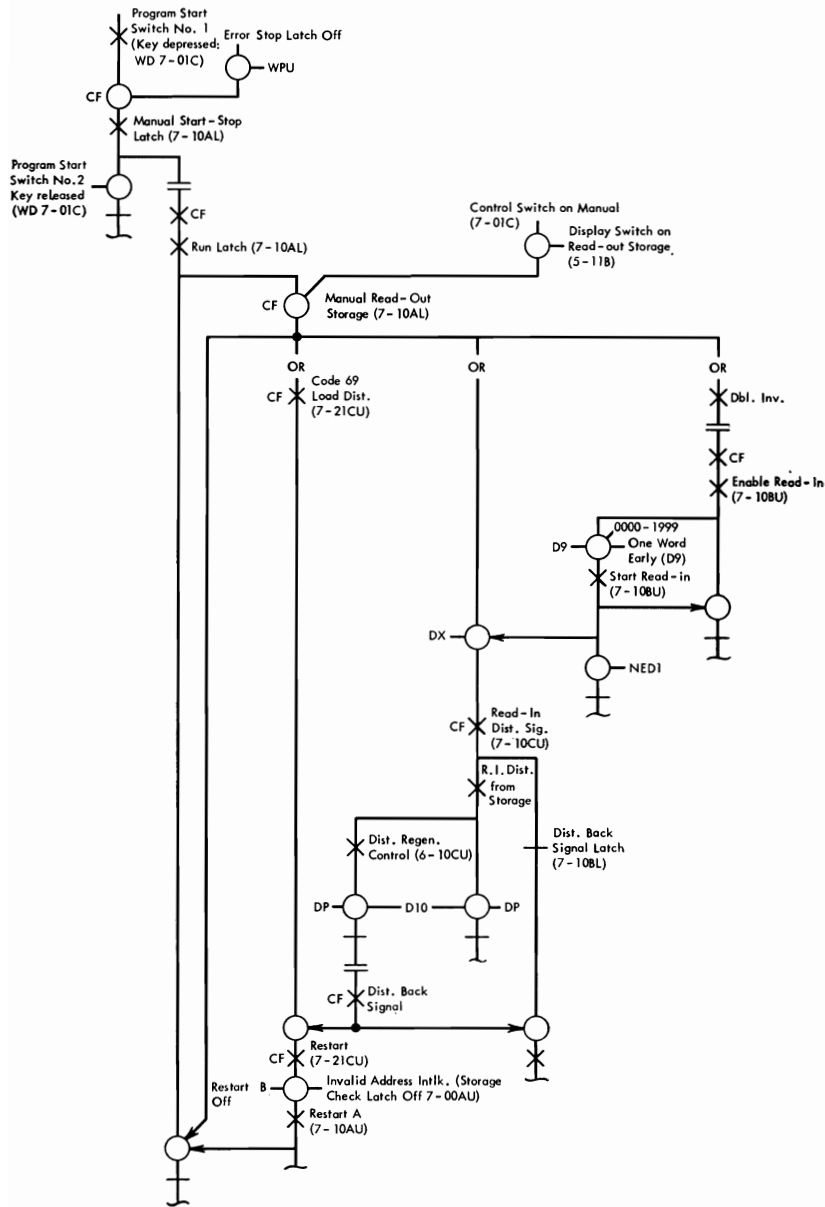 Program Start
Switch No. 1
(Key depressed:
WD 7-01C)
Error Stop Latch Off
WPU
CF
Manual Start-Stop
Latch (7-10AL)
Program Start
Switch No.2
Key released
(WD 7-01C)
CF
Run Latch (7-10AL)
Control Switch on Manual
(7-01C)
Display Switch on
Read-out Storage
(5-11B)
CF
Manual Read-Out
Storage (7-10AL)
OR
OR
OR
CF
Code 69
Load Dist.
(7-21CU)
Dbl. Inv.
CF
Enable Read-In
(7-10BU)
0000-1999
D9
One Word
Early (D9)
Start Read-in
(7-10BU)
DX
NED1
CF
Read-In
Dist. Sig.
(7-10CU)
R.I. Dist.
from
Storage
Dist. Regen.
Control (6-10CU)
Dist. Back
Signal Latch
(7-10BL)
DP
D10
DP
CF
Dist. Back
Signal
CF
Restart
(7-21CU)
Restart
Off
B
Invalid Address Intlk. (Storage
Check Latch Off 7-00AU)
Restart A
(7-10AU)